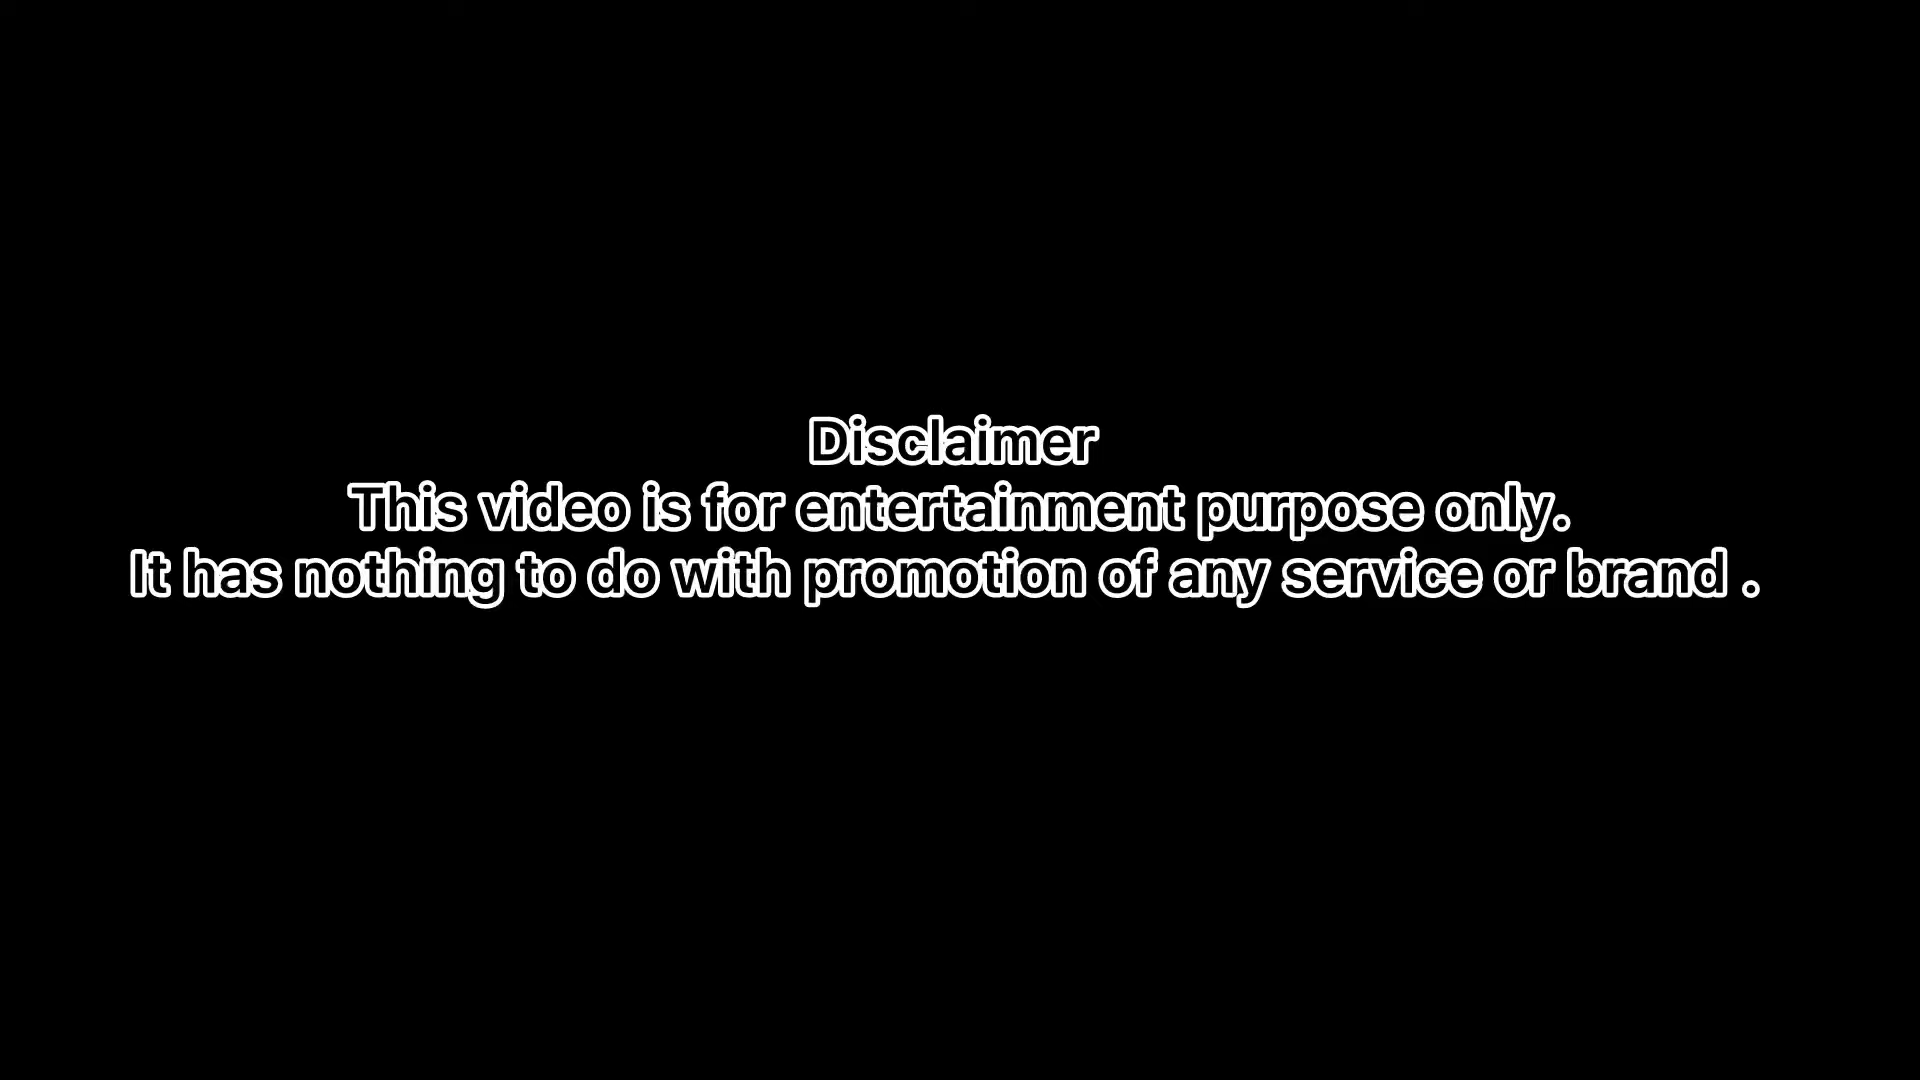 Disclaimer
This video is for entertainment purpose only.
It has nothing to do with promotion of any service or brand .